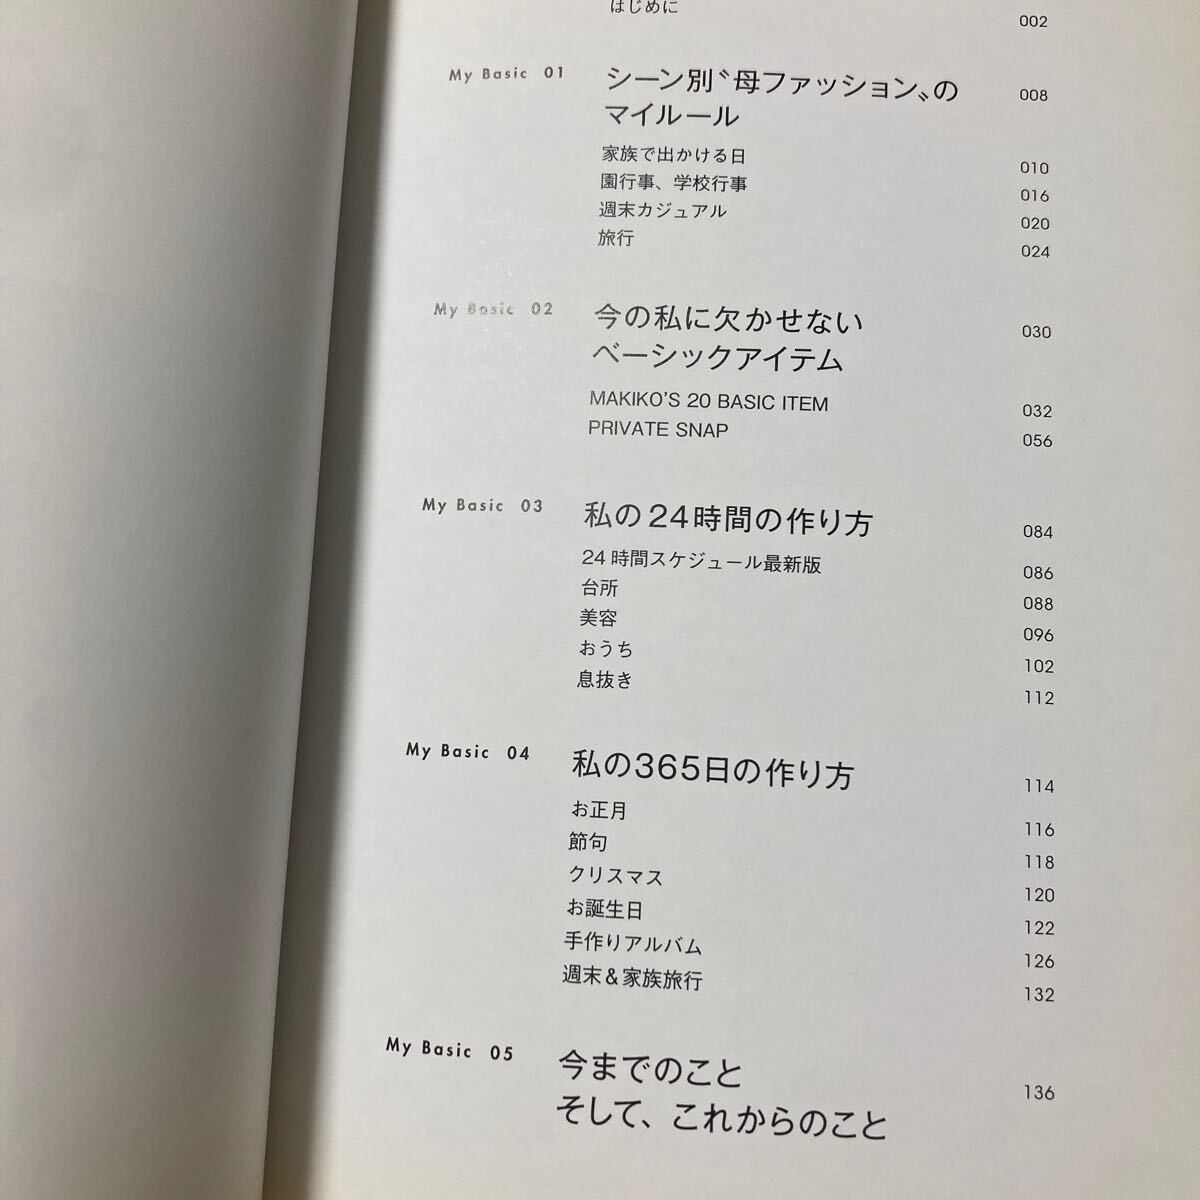 はじめに 002
My Basic 01 シーン別〝母ファッション〟の 008
マイルール
家族で出かける日 010
園行事、学校行事 016
週末カジュアル 020
旅行 024
My Basic 02 今の私に欠かせない 030
ベーシックアイテム
MAKIKO'S 20 BASIC ITEM 032
PRIVATE SNAP 056
My Basic 03 私の24時間の作り方 084
24時間スケジュール最新版 086
台所 088
美容 096
おうち 102
息抜き 112
My Basic 04 私の365日の作り方 114
お正月 116
節句 118
クリスマス 120
お誕生日 122
手作りアルバム 126
週末&家族旅行 132
My Basic 05 今までのこと 136
そして、これからのこと